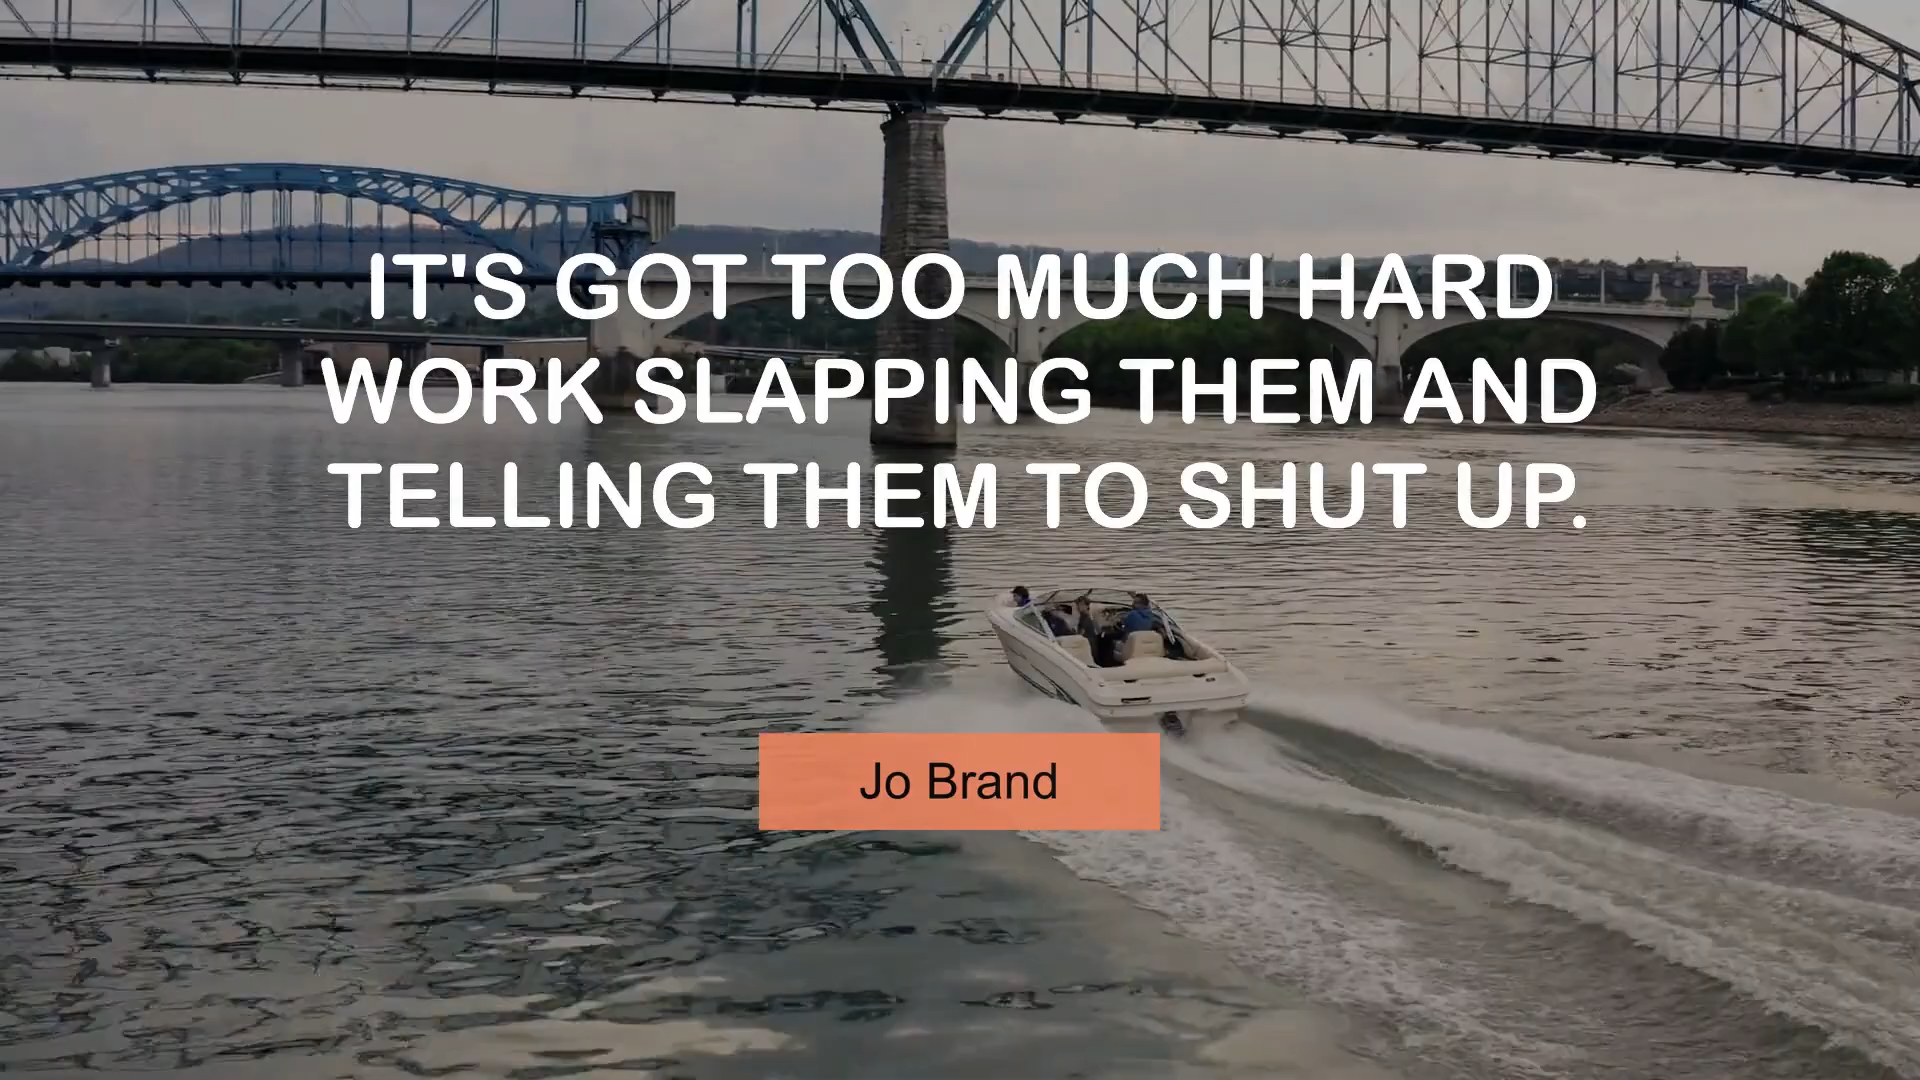 IT'S GOT TOO MUCH HARD
WORK SLAPPING THEM AND
TELLING THEM TO SHUT UP.
Jo Brand